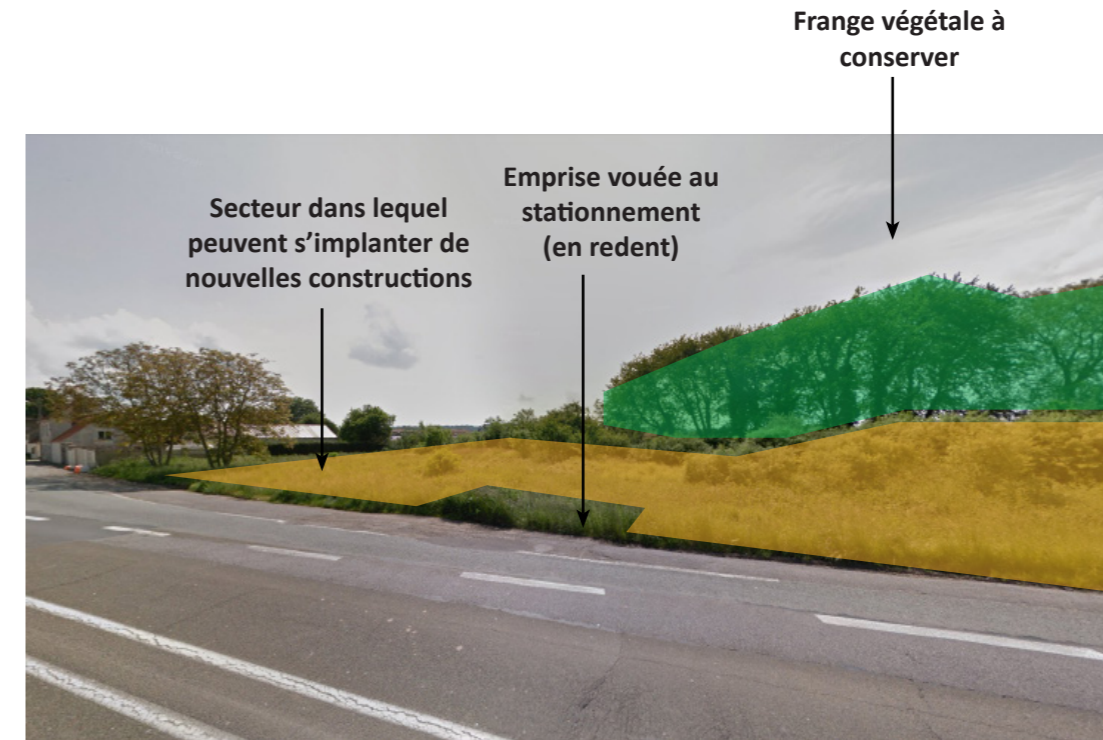 Frange végétale à
conserver
Emprise vouée au
stationnement
(en redent)
Secteur dans lequel
peuvent s’implanter de
nouvelles constructions